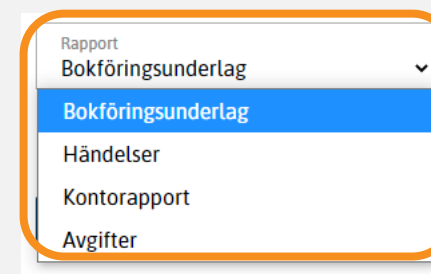 Rapport
Bokföringsunderlag
Bokföringsunderlag
Händelser
Kontorapport
Avgifter